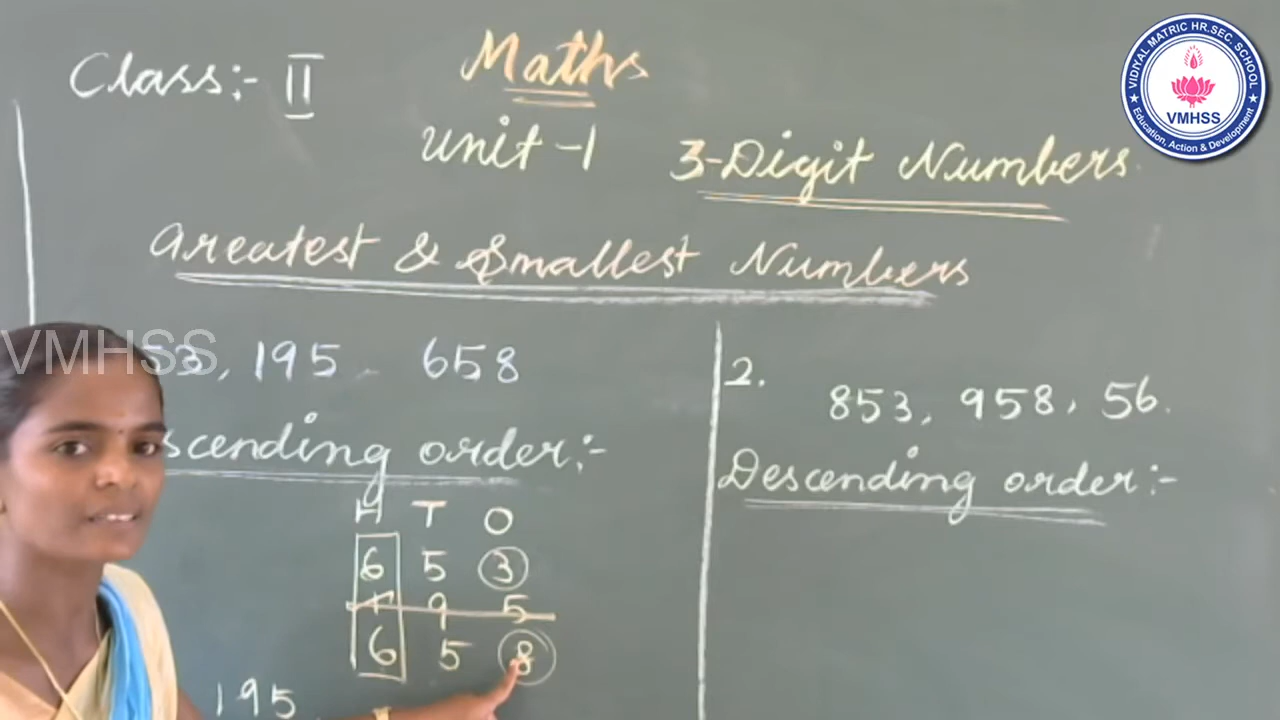 Class:- II
Maths
unit -1
3-Digit Numbers
Greatest & Smallest Numbers
53, 195 658
scending order:-
H T O
6 5 3
1 9 5
6 5 8
195
2.
853, 958, 56.
Descending order:-
VMHSS
VIDIYAL MATRIC HR.SEC. SCHOOL
VMHSS
Education, Action & Development